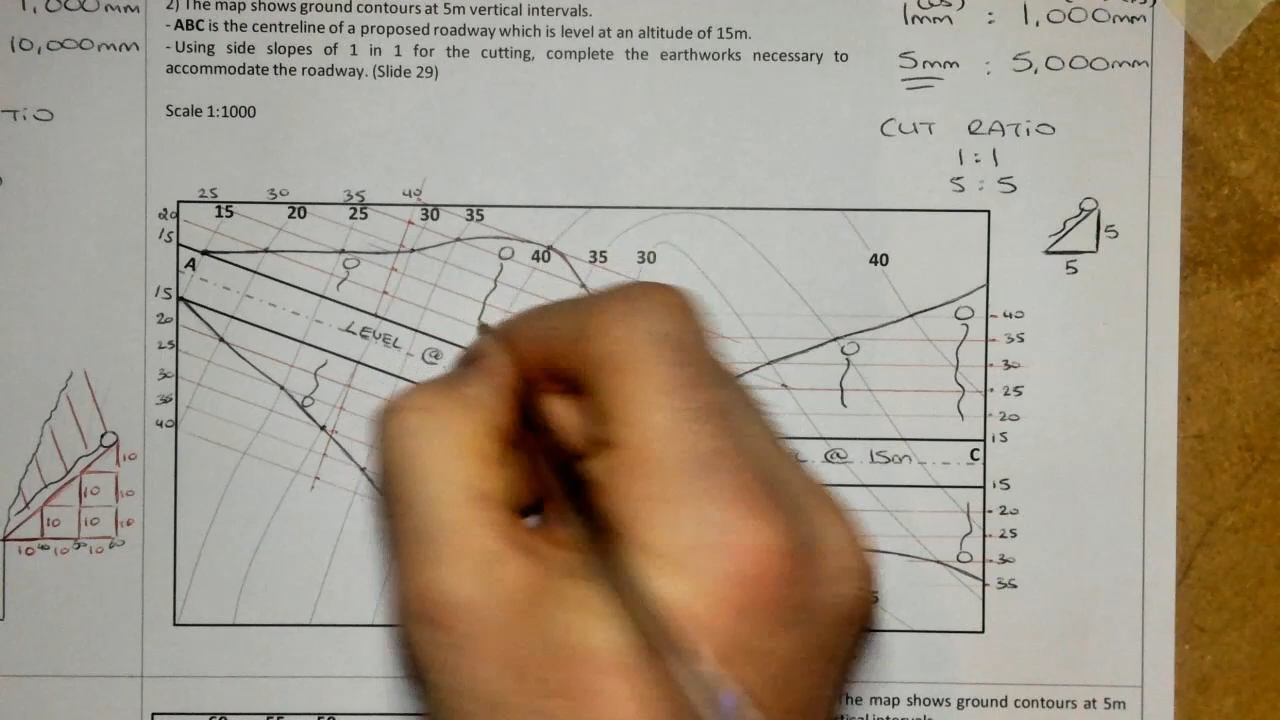 1,000mm
10,000mm
2) The map shows ground contours at 5m vertical intervals.
- ABC is the centreline of a proposed roadway which is level at an altitude of 15m.
- Using side slopes of 1 in 1 for the cutting, complete the earthworks necessary to
accommodate the roadway. (Slide 29)
1mm : 1,000mm
5mm : 5,000mm
TiO
Scale 1:1000
CUT RATiO
1:1
5:5
5
5
25 30 35 40
20 15 20 25 30 35
15
40 35 30 40
A
15
20
25
30
35
40
LEVEL @
40
35
30
25
20
15
@ 15m C
15
20
25
30
35
10
10 10
10 10 10
10 10 10
The map shows ground contours at 5m